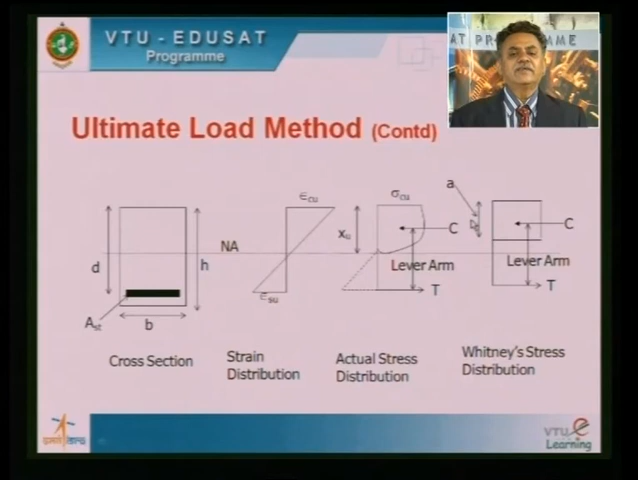 VTU - EDUSAT
Programme
AT PROGRAMME
Ultimate Load Method (Contd)
εcu
σcu
a
xu
C
C
d
NA
h
Lever Arm
Lever Arm
εsu
T
T
Ast
b
Cross Section
Strain
Distribution
Actual Stress
Distribution
Whitney's Stress
Distribution
VTU e
Learning